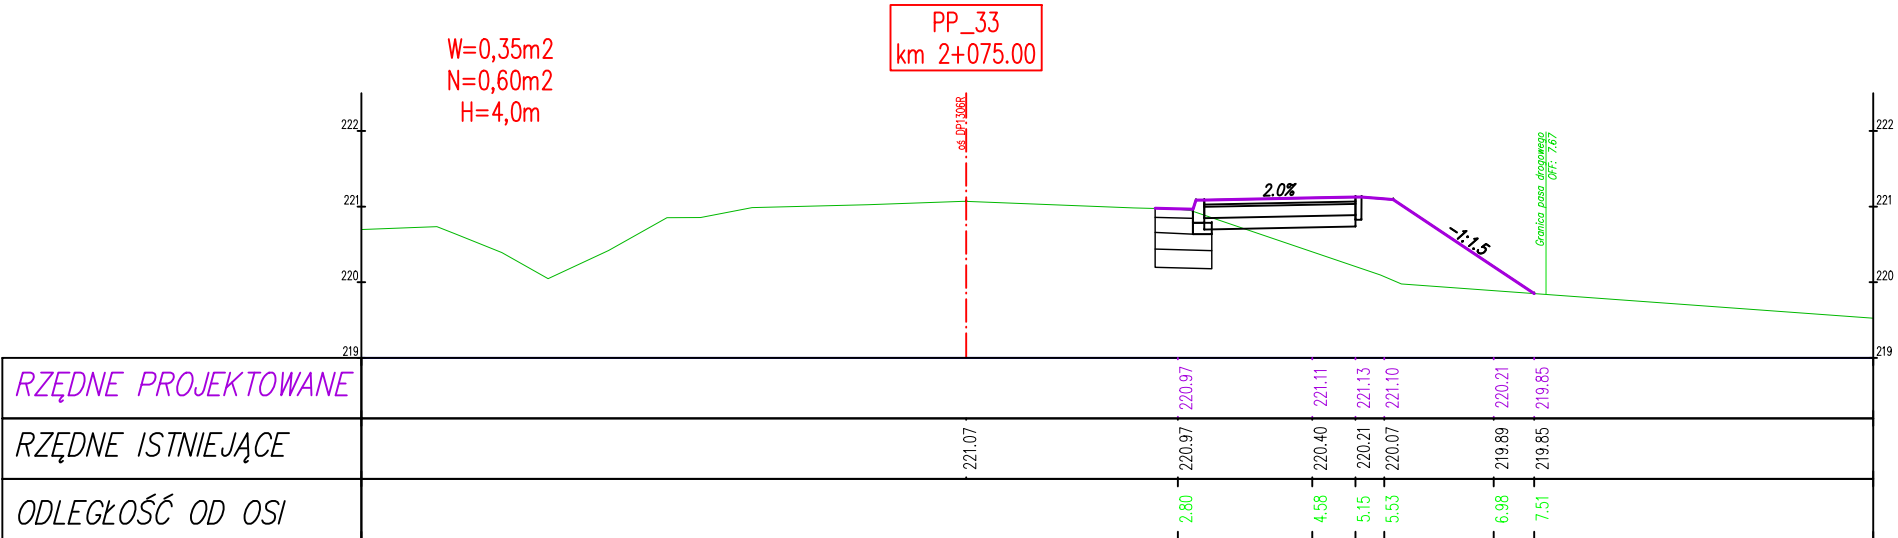 PP_33
km 2+075.00
W=0,35m2
N=0,60m2
H=4,0m
oś DP1306R
222
221
220
219
2.0%
-1:1.5
Granica pasa drogowego
OFF: 7.67
222
221
220
219
RZĘDNE PROJEKTOWANE
220.97 221.11 221.13 221.10 220.21 219.85
RZĘDNE ISTNIEJĄCE
221.07 220.97 220.40 220.21 220.07 219.89 219.85
ODLEGŁOŚĆ OD OSI
2.80 4.58 5.15 5.53 6.98 7.51